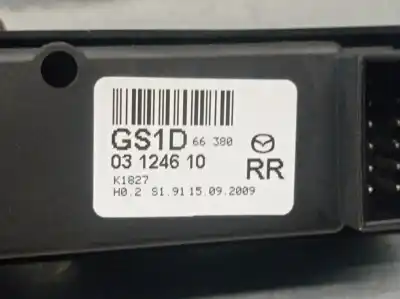 GS1D 66 380
03 1246 10
RR
K1827
H0.2 S1.91 15.09.2009